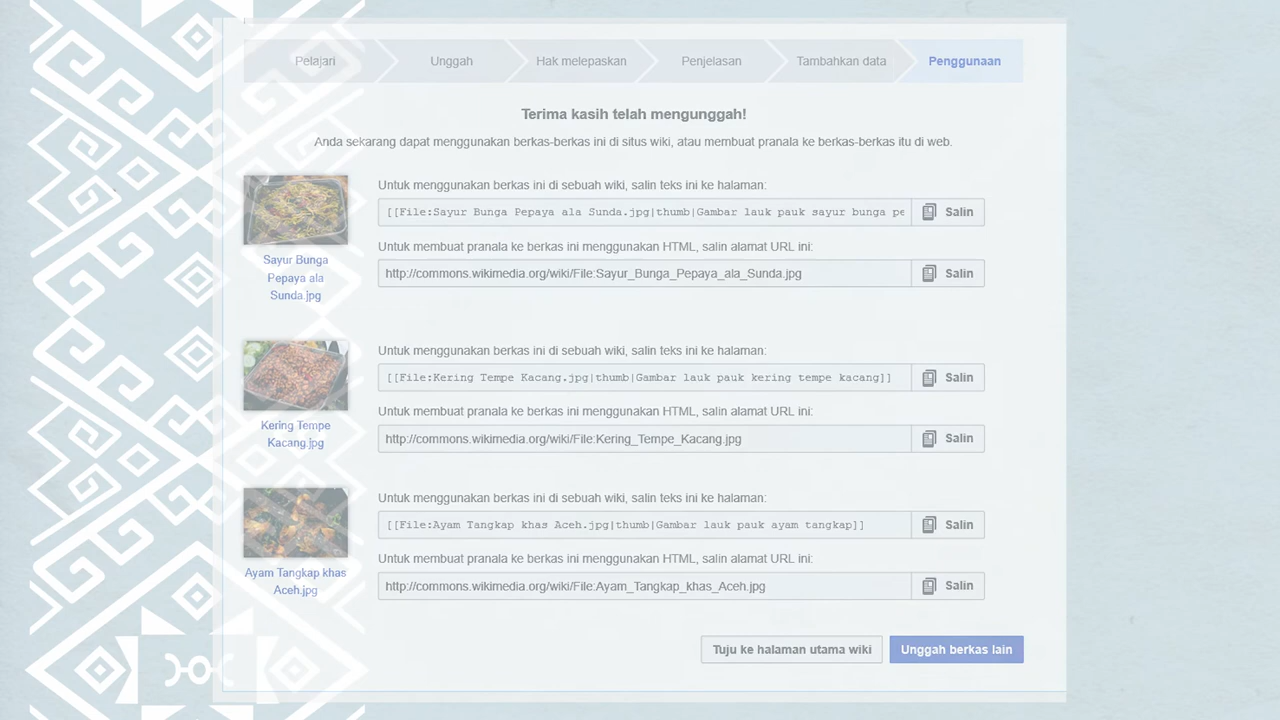 Pelajari
Unggah
Hak melepaskan
Penjelasan
Tambahkan data
Penggunaan
Terima kasih telah mengunggah!
Anda sekarang dapat menggunakan berkas-berkas ini di situs wiki, atau membuat pranala ke berkas-berkas itu di web.
Untuk menggunakan berkas ini di sebuah wiki, salin teks ini ke halaman:
[[File:Sayur Bunga Pepaya ala Sunda.jpg|thumb|Gambar lauk pauk sayur bunga pe
Salin
Untuk membuat pranala ke berkas ini menggunakan HTML, salin alamat URL ini:
http://commons.wikimedia.org/wiki/File:Sayur_Bunga_Pepaya_ala_Sunda.jpg
Salin
Sayur Bunga
Pepaya ala
Sunda.jpg
Untuk menggunakan berkas ini di sebuah wiki, salin teks ini ke halaman:
[[File:Kering Tempe Kacang.jpg|thumb|Gambar lauk pauk kering tempe kacang]]
Salin
Untuk membuat pranala ke berkas ini menggunakan HTML, salin alamat URL ini:
http://commons.wikimedia.org/wiki/File:Kering_Tempe_Kacang.jpg
Salin
Kering Tempe
Kacang.jpg
Untuk menggunakan berkas ini di sebuah wiki, salin teks ini ke halaman:
[[File:Ayam Tangkap khas Aceh.jpg|thumb|Gambar lauk pauk ayam tangkap]]
Salin
Untuk membuat pranala ke berkas ini menggunakan HTML, salin alamat URL ini:
http://commons.wikimedia.org/wiki/File:Ayam_Tangkap_khas_Aceh.jpg
Salin
Ayam Tangkap khas
Aceh.jpg
Tuju ke halaman utama wiki
Unggah berkas lain